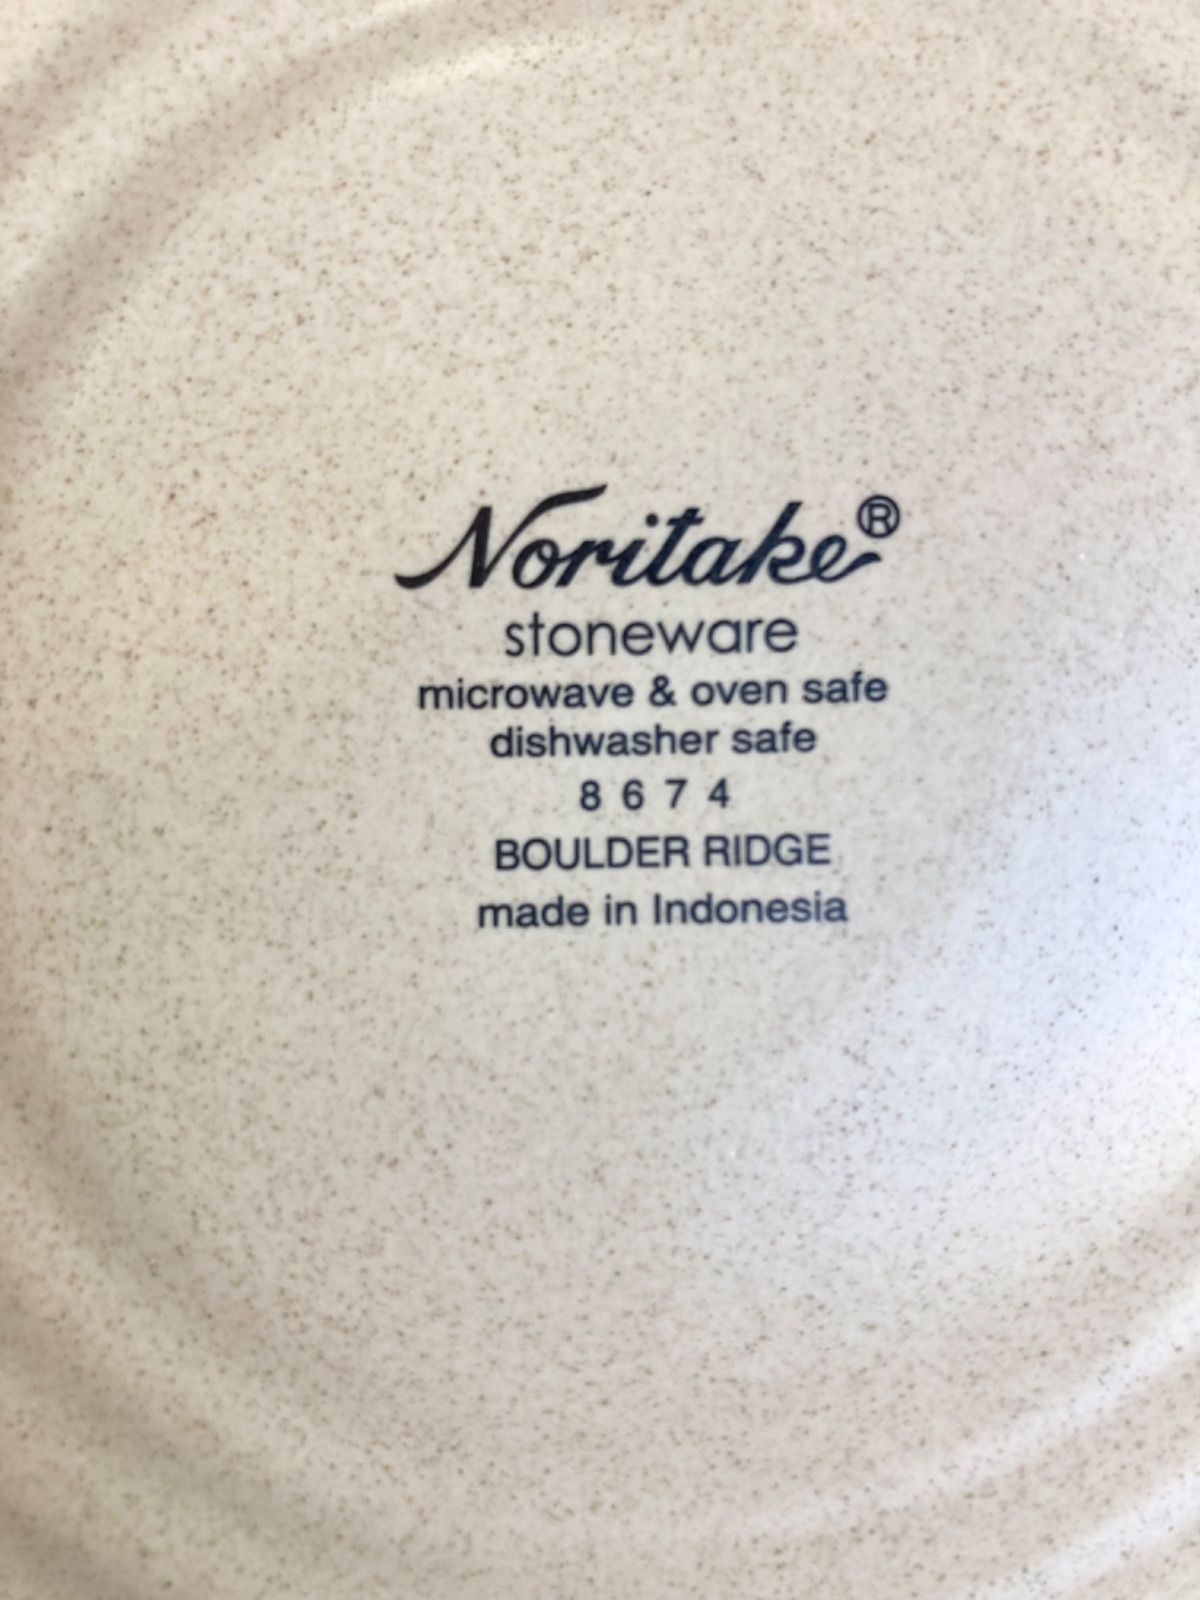 Noritake®
stoneware
microwave & oven safe
dishwasher safe
8 6 7 4
BOULDER RIDGE
made in Indonesia